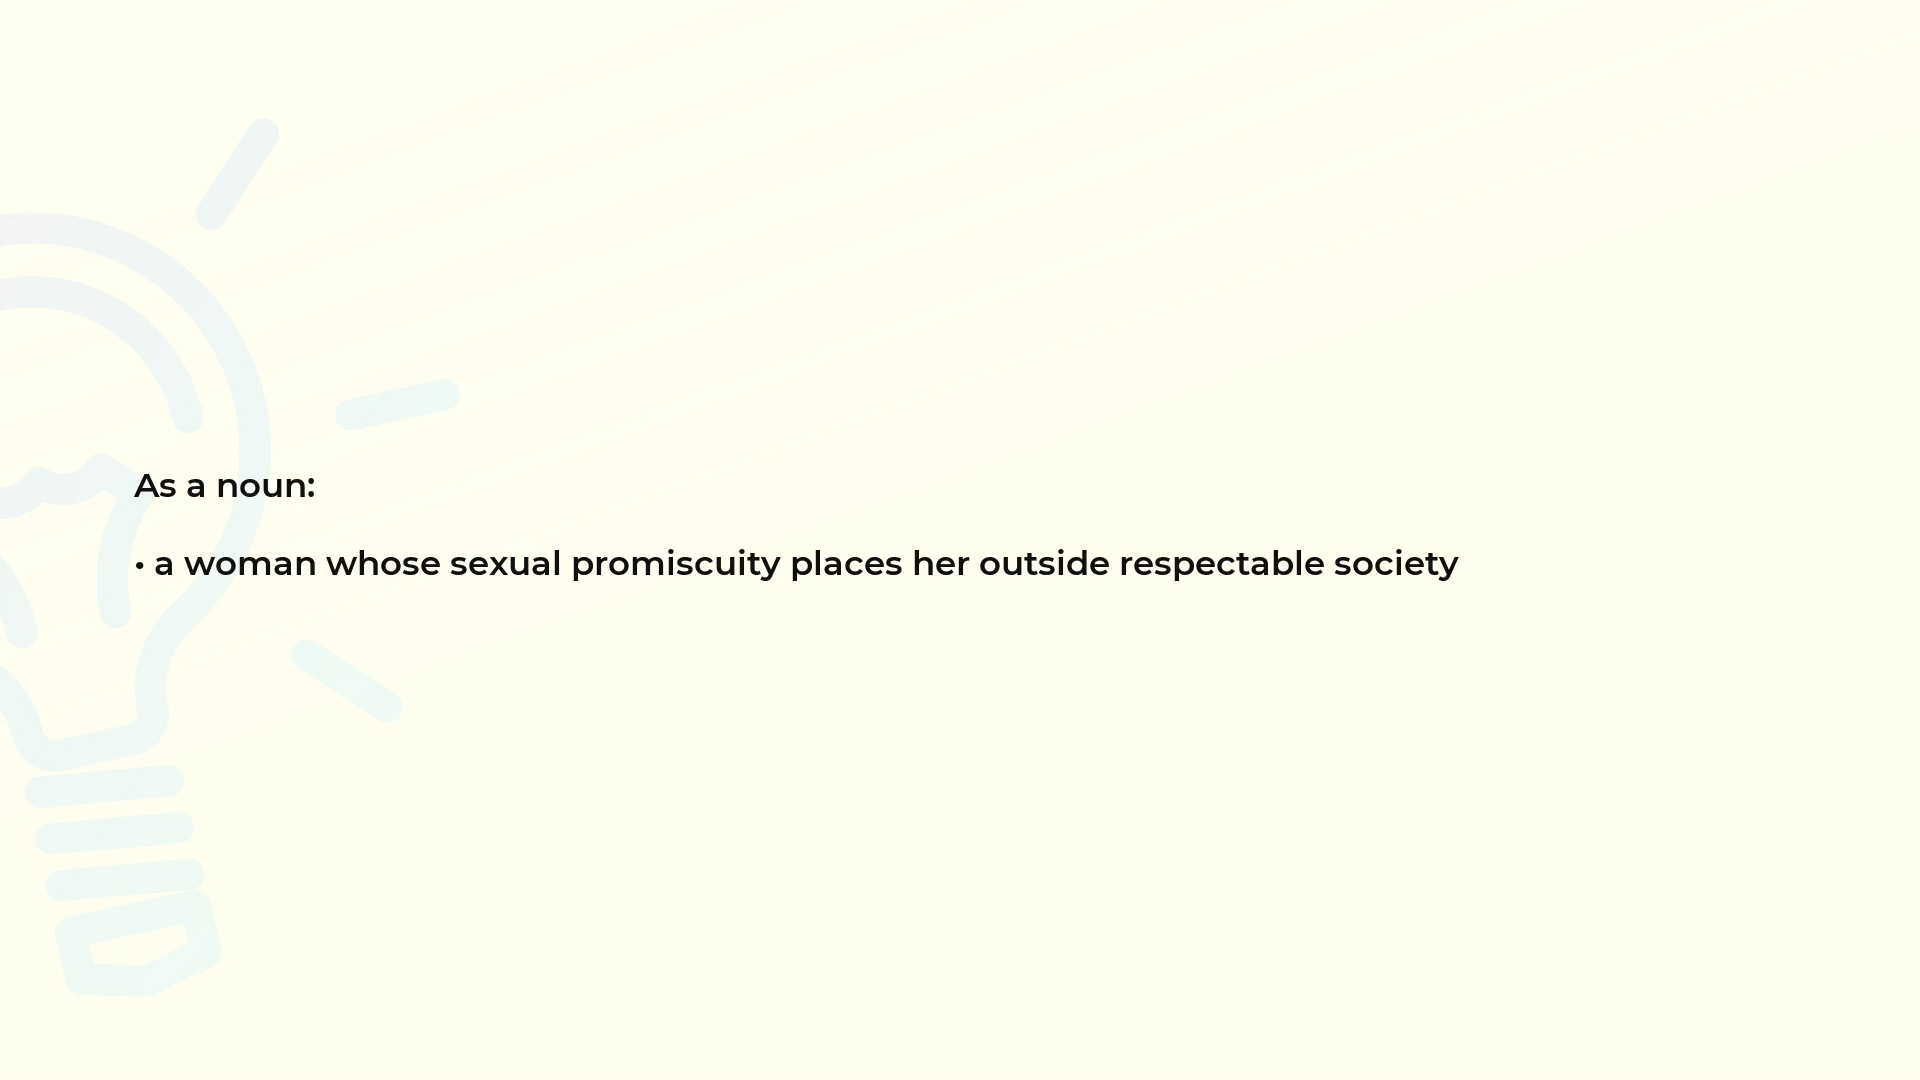 As a noun:
• a woman whose sexual promiscuity places her outside respectable society